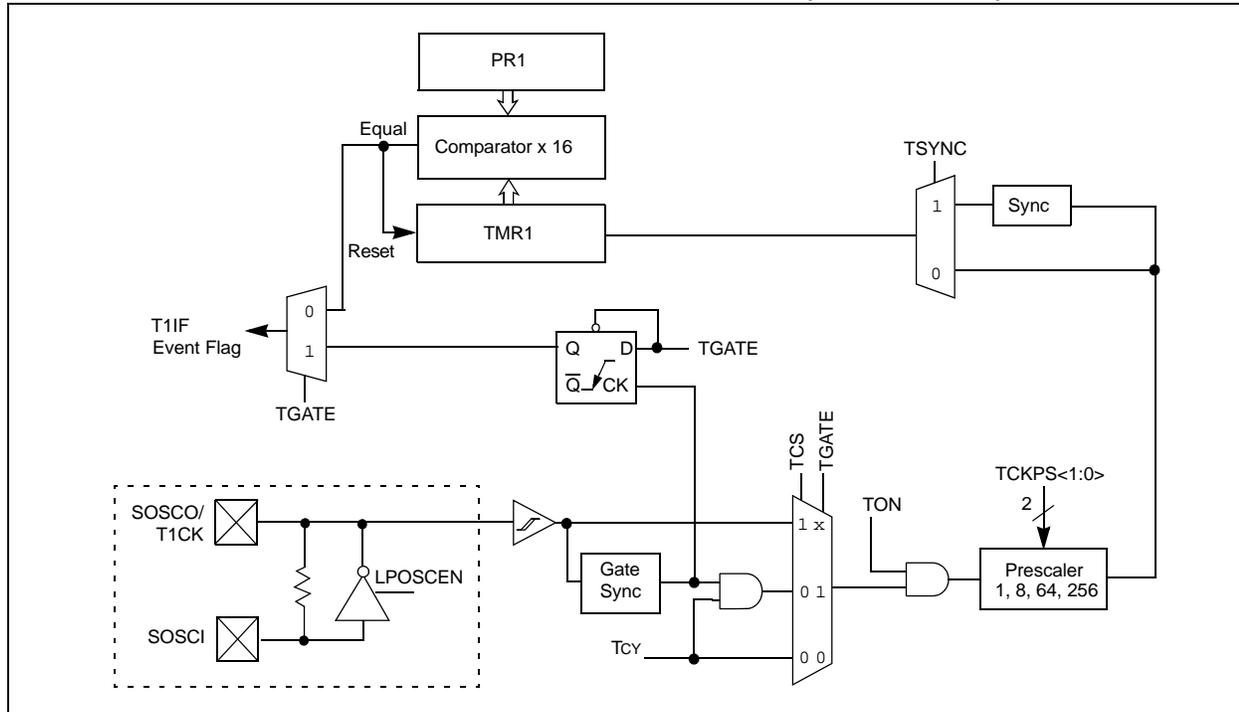 PR1
Equal
Comparator x 16
TSYNC
1
Sync
TMR1
Reset
0
0
T1IF
Event Flag
1
Q
D
TGATE
Q̅
CK
TGATE
TCS
TGATE
TCKPS<1:0>
2
TON
SOSCO/
T1CK
1 x
LPOSCEN
Gate
Sync
0 1
Prescaler
1, 8, 64, 256
SOSCI
TCY
0 0